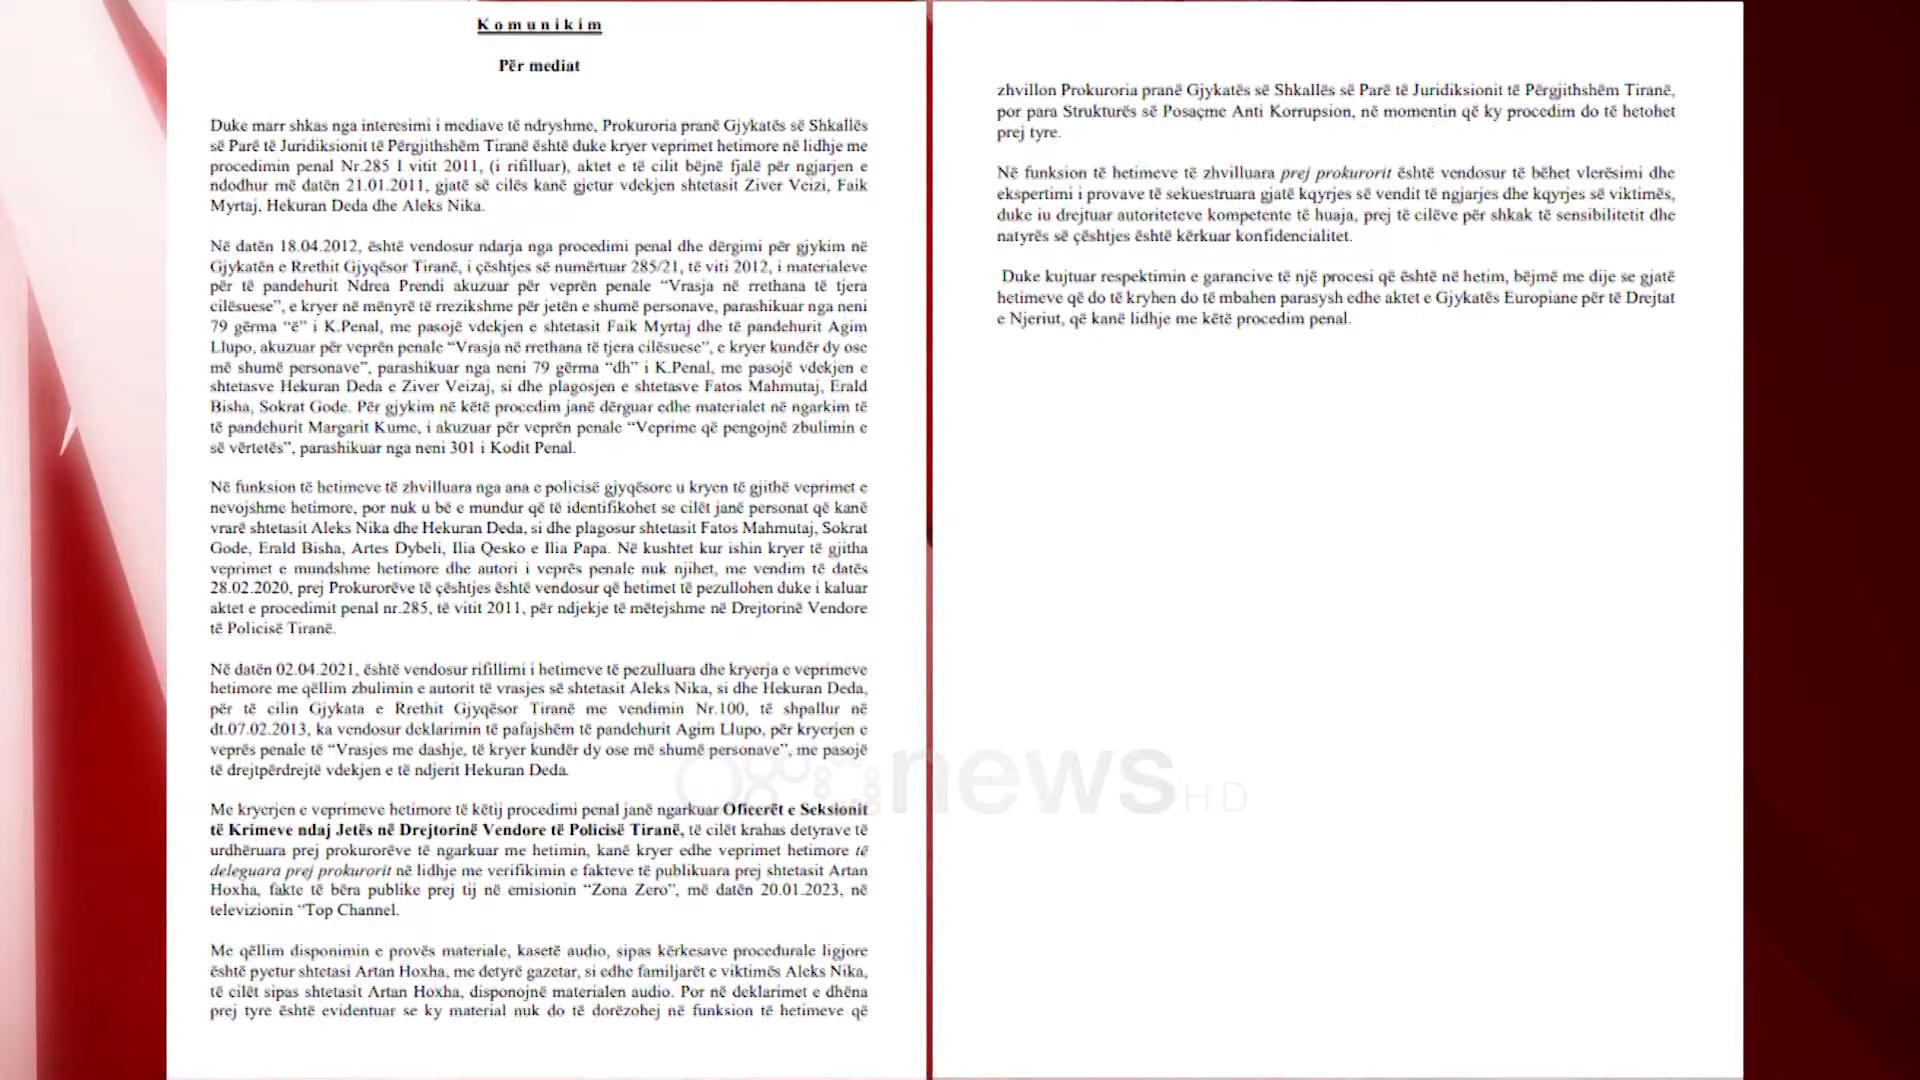 Komunikim
Për mediat
Duke marr shkas nga interesimi i mediave të ndryshme, Prokuroria pranë Gjykatës së Shkallës
së Parë të Juridiksionit të Përgjithshëm Tiranë është duke kryer veprimet hetimore në lidhje me
procedimin penal Nr.285 I vitit 2011, (i rifilluar), aktet e të cilit bëjnë fjalë për ngjarjen e
ndodhur më datën 21.01.2011, gjatë së cilës kanë gjetur vdekjen shtetasit Ziver Veizi, Faik
Myrtaj, Hekuran Deda dhe Aleks Nika.
Në datën 18.04.2012, është vendosur ndarja nga procedimi penal dhe dërgimi për gjykim në
Gjykatën e Rrethit Gjyqësor Tiranë, i çështjes së numërtuar 285/21, të viti 2012, i materialeve
për të pandehurit Ndrea Prendi akuzuar për veprën penale “Vrasja në rrethana të tjera
cilësuese”, e kryer në mënyrë të rrezikshme për jetën e shumë personave, parashikuar nga neni
79 gërma “ë” i K.Penal, me pasojë vdekjen e shtetasit Faik Myrtaj dhe të pandehurit Agim
Llupo, akuzuar për veprën penale “Vrasja në rrethana të tjera cilësuese”, e kryer kundër dy ose
më shumë personave”, parashikuar nga neni 79 gërma “dh” i K.Penal, me pasojë vdekjen e
shtetasve Hekuran Deda e Ziver Veizaj, si dhe plagosjen e shtetasve Fatos Mahmutaj, Erald
Bisha, Sokrat Gode. Për gjykim në këtë procedim janë dërguar edhe materialet në ngarkim të
të pandehurit Margarit Kume, i akuzuar për veprën penale “Veprime që pengojnë zbulimin e
së vërtetës”, parashikuar nga neni 301 i Kodit Penal.
Në funksion të hetimeve të zhvilluara nga ana e policisë gjyqësore u kryen të gjithë veprimet e
nevojshme hetimore, por nuk u bë e mundur që të identifikohet se cilët janë personat që kanë
vrarë shtetasit Aleks Nika dhe Hekuran Deda, si dhe plagosur shtetasit Fatos Mahmutaj, Sokrat
Gode, Erald Bisha, Artes Dybeli, Ilia Qesko e Ilia Papa. Në kushtet kur ishin kryer të gjitha
veprimet e mundshme hetimore dhe autori i veprës penale nuk njihet, me vendim të datës
28.02.2020, prej Prokurorëve të çështjes është vendosur që hetimet të pezullohen duke i kaluar
aktet e procedimit penal nr.285, të vitit 2011, për ndjekje të mëtejshme në Drejtorinë Vendore
të Policisë Tiranë.
Në datën 02.04.2021, është vendosur rifillimi i hetimeve të pezulluara dhe kryerja e veprimeve
hetimore me qëllim zbulimin e autorit të vrasjes së shtetasit Aleks Nika, si dhe Hekuran Deda,
për të cilin Gjykata e Rrethit Gjyqësor Tiranë me vendimin Nr.100, të shpallur në
dt.07.02.2013, ka vendosur deklarimin të pafajshëm të pandehurit Agim Llupo, për kryerjen e
veprës penale të “Vrasjes me dashje, të kryer kundër dy ose më shumë personave”, me pasojë
të drejtpërdrejtë vdekjen e të ndjerit Hekuran Deda.
Me kryerjen e veprimeve hetimore të këtij procedimi penal janë ngarkuar Oficerët e Seksionit
të Krimeve ndaj Jetës në Drejtorinë Vendore të Policisë Tiranë, të cilët krahas detyrave të
urdhëruara prej prokurorëve të ngarkuar me hetimin, kanë kryer edhe veprimet hetimore të
deleguara prej prokurorit në lidhje me verifikimin e fakteve të publikuara prej shtetasit Artan
Hoxha, fakte të bëra publike prej tij në emisionin “Zona Zero”, më datën 20.01.2023, në
televizionin “Top Channel.
Me qëllim disponimin e provës materiale, kasetë audio, sipas kërkesave procedurale ligjore
është pyetur shtetasi Artan Hoxha, me detyrë gazetar, si edhe familjarët e viktimës Aleks Nika,
të cilët sipas shtetasit Artan Hoxha, disponojnë materialen audio. Por në deklarimet e dhëna
prej tyre është evidentuar se ky material nuk do të dorëzohej në funksion të hetimeve që
zhvillon Prokuroria pranë Gjykatës së Shkallës së Parë të Juridiksionit të Përgjithshëm Tiranë,
por para Strukturës së Posaçme Anti Korrupsion, në momentin që ky procedim do të hetohet
prej tyre.
Në funksion të hetimeve të zhvilluara prej prokurorit është vendosur të bëhet vlerësimi dhe
ekspertimi i provave të sekuestruara gjatë kqyrjes së vendit të ngjarjes dhe kqyrjes së viktimës,
duke iu drejtuar autoriteteve kompetente të huaja, prej të cilëve për shkak të sensibilitetit dhe
natyrës së çështjes është kërkuar konfidencialitet.
Duke kujtuar respektimin e garancive të një procesi që është në hetim, bëjmë me dije se gjatë
hetimeve që do të kryhen do të mbahen parasysh edhe aktet e Gjykatës Europiane për të Drejtat
e Njeriut, që kanë lidhje me këtë procedim penal.
news HD